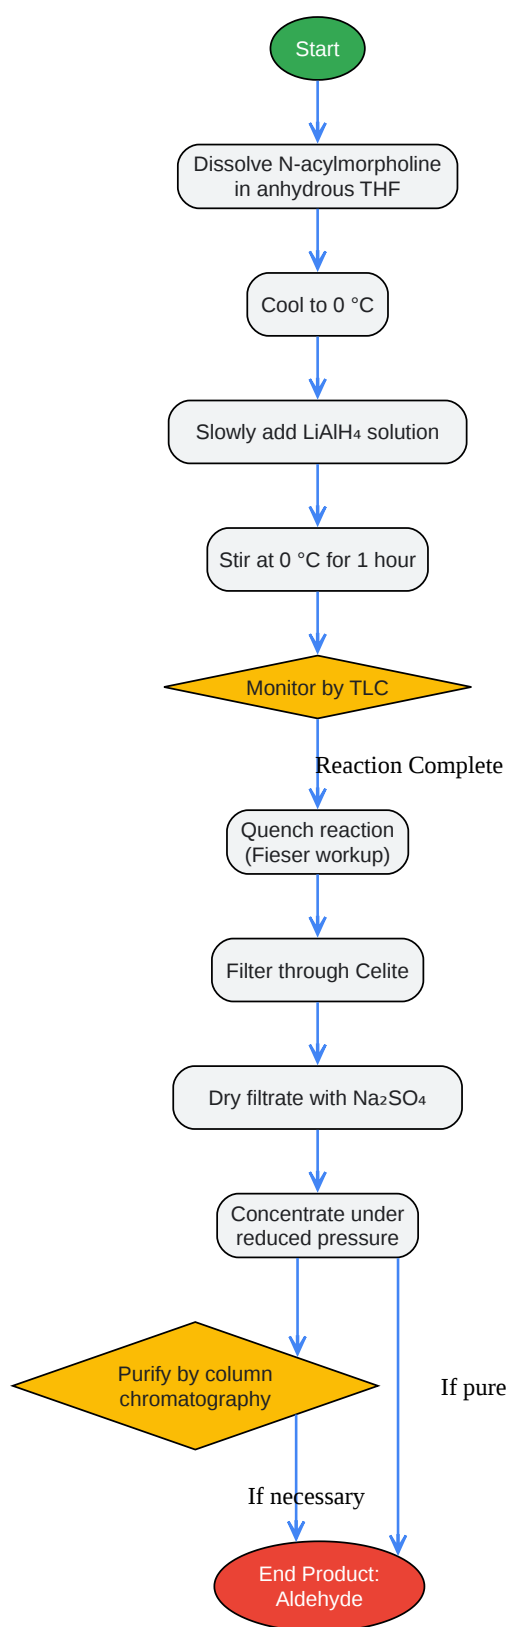 Start
Dissolve N-acylmorpholine
in anhydrous THF
Cool to 0 °C
Slowly add LiAlH₄ solution
Stir at 0 °C for 1 hour
Monitor by TLC
Reaction Complete
Quench reaction
(Fieser workup)
Filter through Celite
Dry filtrate with Na₂SO₄
Concentrate under
reduced pressure
Purify by column
chromatography
If pure
If necessary
End Product:
Aldehyde